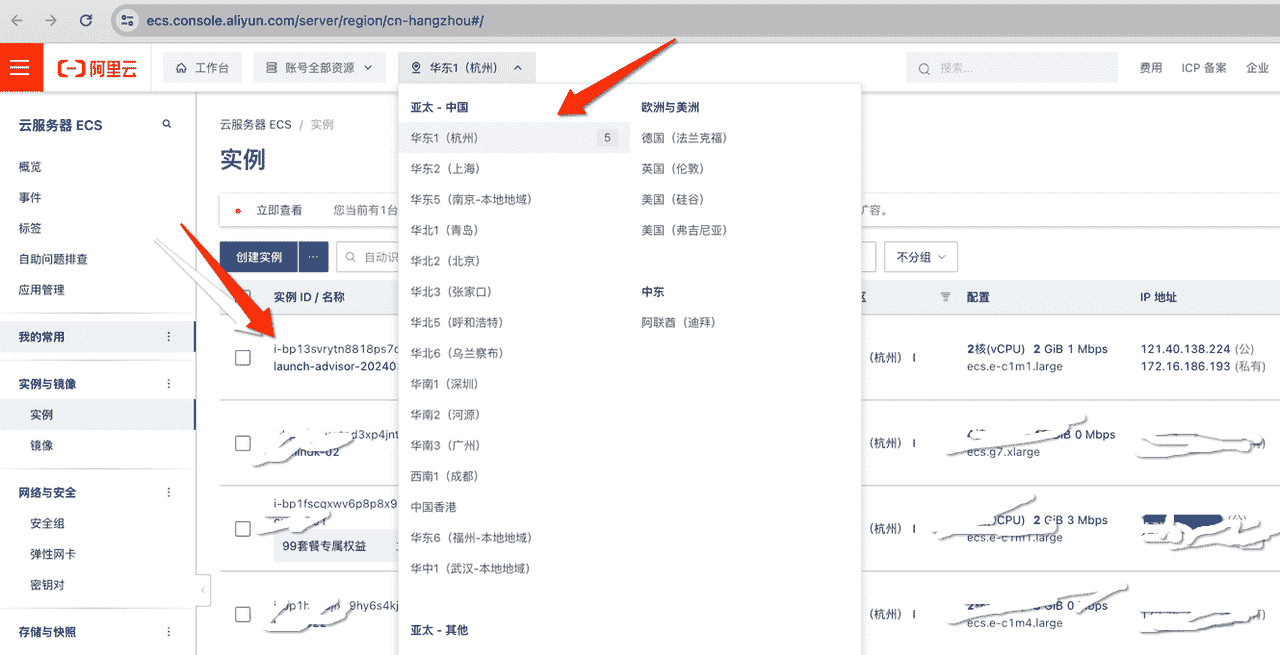 ecs.console.aliyun.com/server/region/cn-hangzhou#/
阿里云
工作台
账号全部资源
华东1（杭州）
搜索...
费用
ICP 备案
企业
云服务器 ECS
概览
事件
标签
自助问题排查
应用管理
我的常用
实例与镜像
实例
镜像
网络与安全
安全组
弹性网卡
密钥对
存储与快照
云服务器 ECS / 实例
实例
立即查看
您当前有1台
扩容。
创建实例
自动识
不分组
实例 ID / 名称
配置
IP 地址
亚太 - 中国
华东1（杭州） 5
华东2（上海）
华东5（南京-本地地域）
华北1（青岛）
华北2（北京）
华北3（张家口）
华北5（呼和浩特）
华北6（乌兰察布）
华南1（深圳）
华南2（河源）
华南3（广州）
西南1（成都）
中国香港
华东6（福州-本地地域）
华中1（武汉-本地地域）
亚太 - 其他
欧洲与美洲
德国（法兰克福）
英国（伦敦）
美国（硅谷）
美国（弗吉尼亚）
中东
阿联酋（迪拜）
i-bp13svrytn8818ps7
launch-advisor-20240
（杭州） I
2核(vCPU) 2 GiB 1 Mbps
ecs.e-c1m1.large
121.40.138.224 (公)
172.16.186.193 (私有)
d3xp4jnt
（杭州） I
0 Mbps
ecs.g7.xlarge
i-bp1fscqxwv6p8p8x9
99套餐专属权益
（杭州） I
(vCPU) 2 GiB 3 Mbps
ecs.e-c1m1.large
9hy6s4kj
（杭州） I
ecs.e-c1m4.large